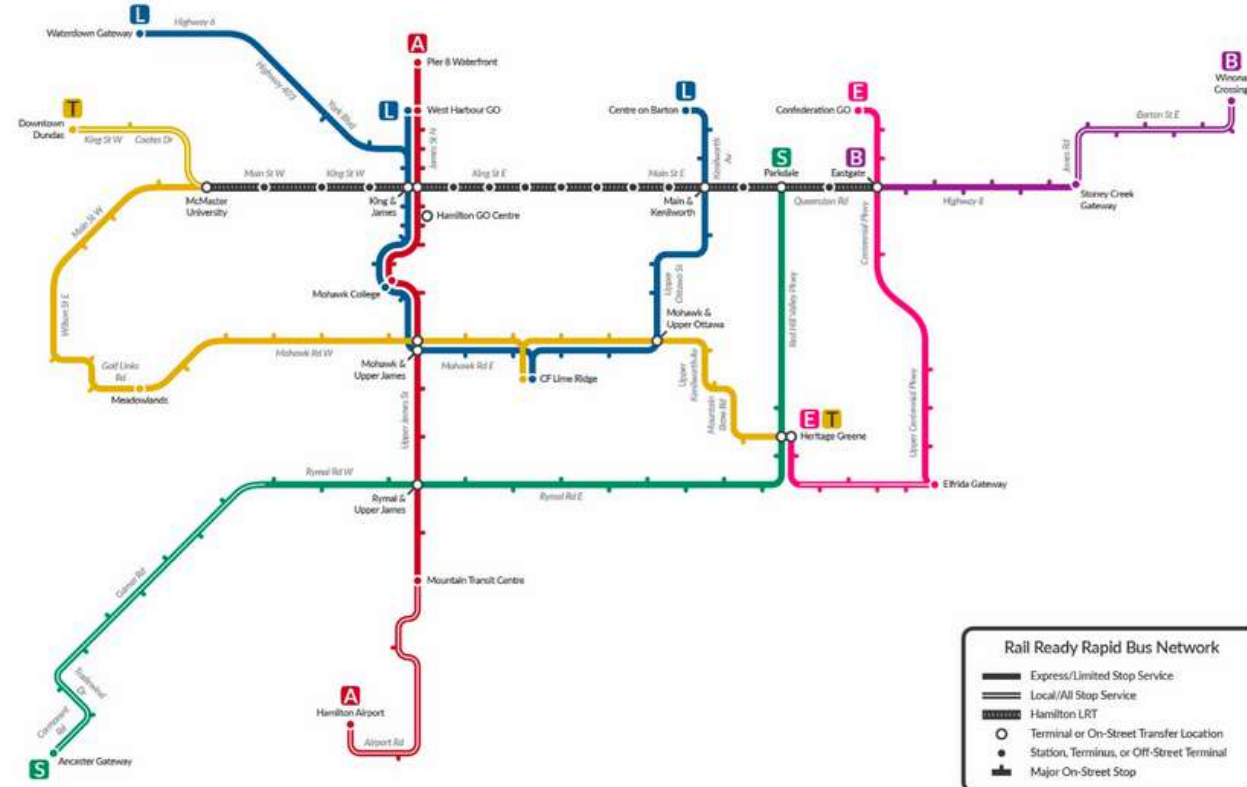 L
Waterdown Gateway
Highway 6
Highway 403
York Blvd
A
Pier 8 Waterfront
L
West Harbour GO
James St N
L
Centre on Barton
Kenilworth
Av
E
Confederation GO
B
Winona
Crossing
Barton St E
Jones Rd
T
Downtown
Dundas
King St W
Cootes Dr
S
Parkdale
B
Eastgate
Main St W
King St W
King St E
Main St E
Queenston Rd
Highway 8
McMaster
University
King &
James
Hamilton GO Centre
Main &
Kenilworth
Stoney Creek
Gateway
Main St W
Wilson St E
Golf Links
Rd
Meadowlands
Mohawk College
Mohawk Rd W
Mohawk &
Upper James
Mohawk Rd E
CF Lime Ridge
Upper
Ottawa St
Mohawk &
Upper Ottawa
Upper
Kenilworth Av
Mountain
Brow Rd
Red Hill Valley Pkwy
Centennial Pkwy
Upper Centennial Pkwy
E
T
Heritage Greene
Upper James St
Rymal Rd W
Rymal &
Upper James
Rymal Rd E
Elfrida Gateway
Garner Rd
Mountain Transit Centre
Tradewind
Dr
Cormorant
Rd
S
Ancaster Gateway
A
Hamilton Airport
Airport Rd
Rail Ready Rapid Bus Network
Express/Limited Stop Service
Local/All Stop Service
Hamilton LRT
Terminal or On-Street Transfer Location
Station, Terminus, or Off-Street Terminal
Major On-Street Stop